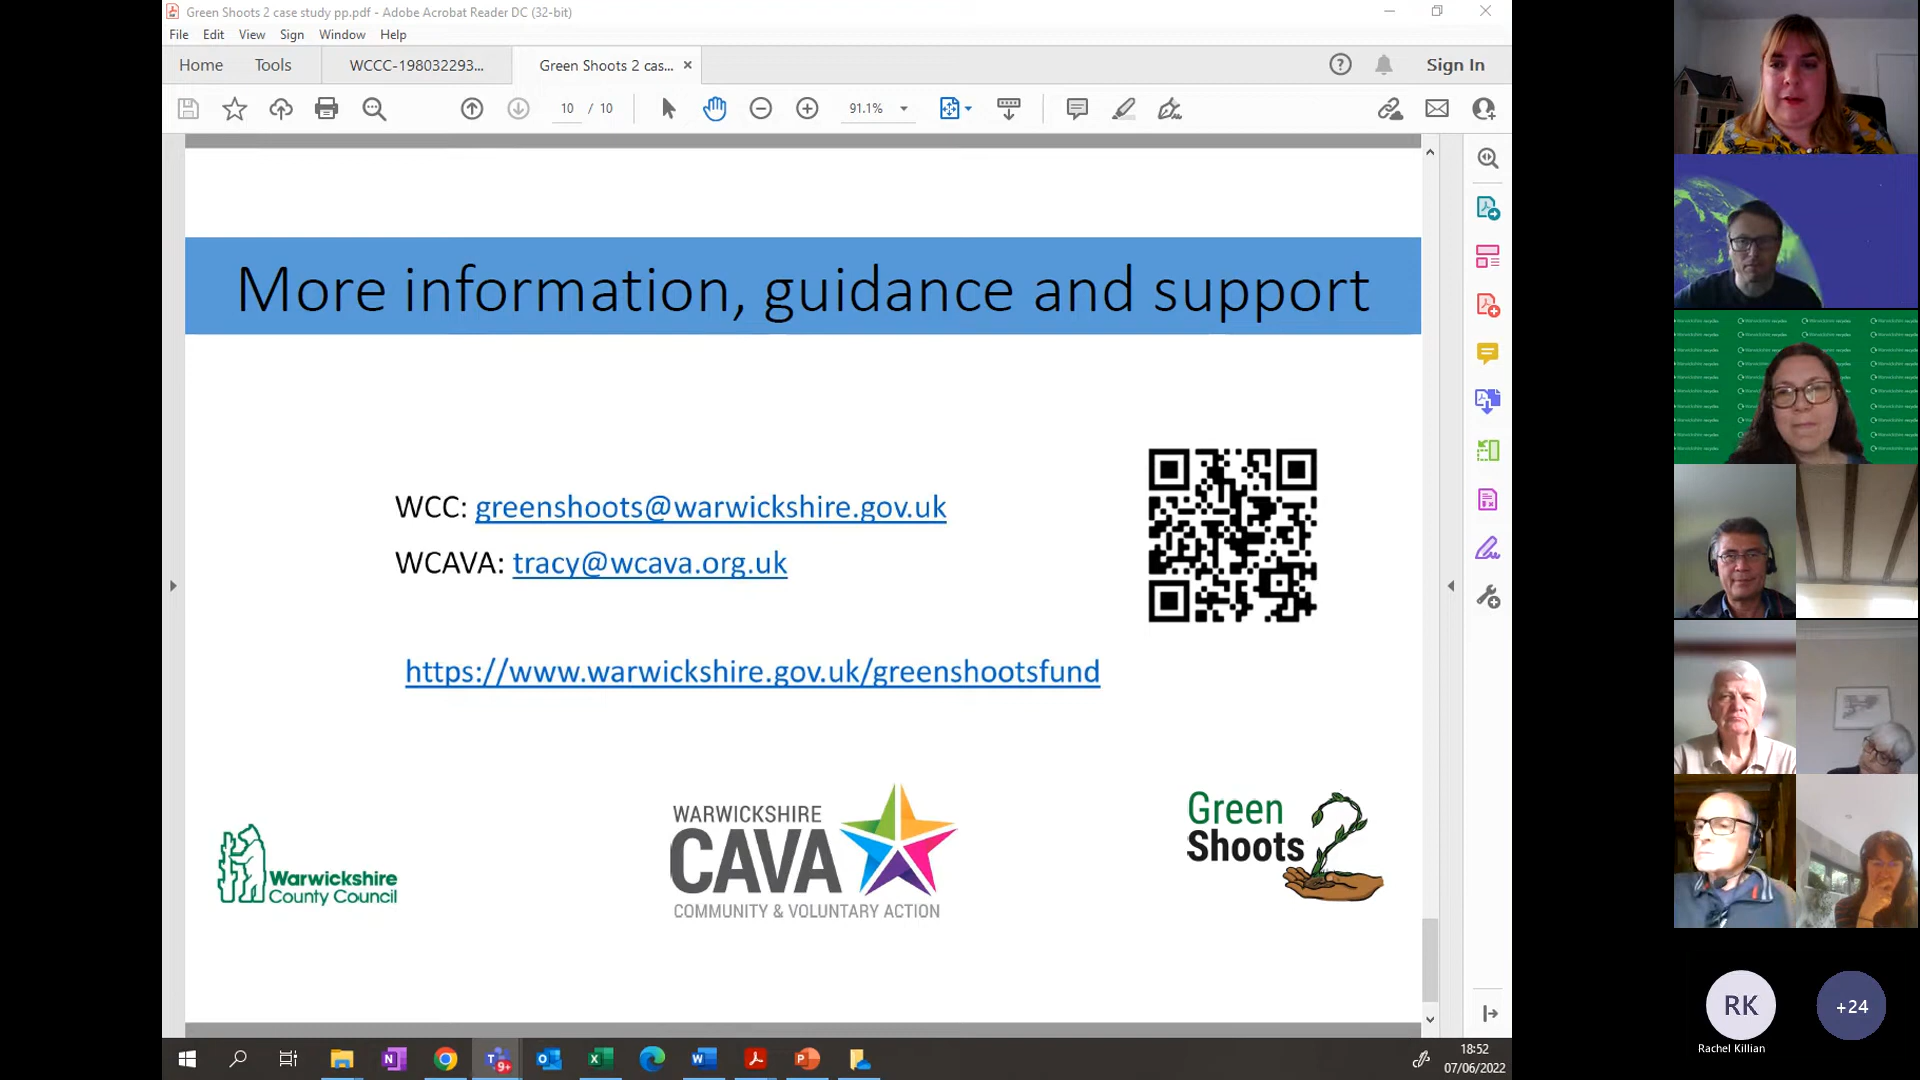 Green Shoots 2 case study pp.pdf - Adobe Acrobat Reader DC (32-bit)
File Edit View Sign Window Help
Home Tools WCCC-198032293... Green Shoots 2 cas... × Sign In
10 / 10 91.1%
More information, guidance and support
WCC: greenshoots@warwickshire.gov.uk
WCAVA: tracy@wcava.org.uk
https://www.warwickshire.gov.uk/greenshootsfund
Warwickshire
County Council
WARWICKSHIRE
CAVA
COMMUNITY & VOLUNTARY ACTION
Green
Shoots 2
RK
Rachel Killian
+24
9+
18:52
07/06/2022